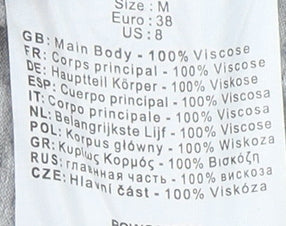 Size : M
Euro : 38
US : 8
GB: Main Body - 100% Viscose
FR: Corps principal - 100% Viscose
DE: Hauptteil Körper - 100% Viskose
ESP: Cuerpo principal - 100% Viscosa
IT: Corpo principale - 100% Viscosa
NL: Belangrijkste Lijf - 100% Viscose
POL: Korpus główny - 100% Wiskoza
GR: Κυρίως Κορμός - 100% Βισκόζη
RUS: главная часть - 100% вискоза
CZE: Hlavní část - 100% Viskóza